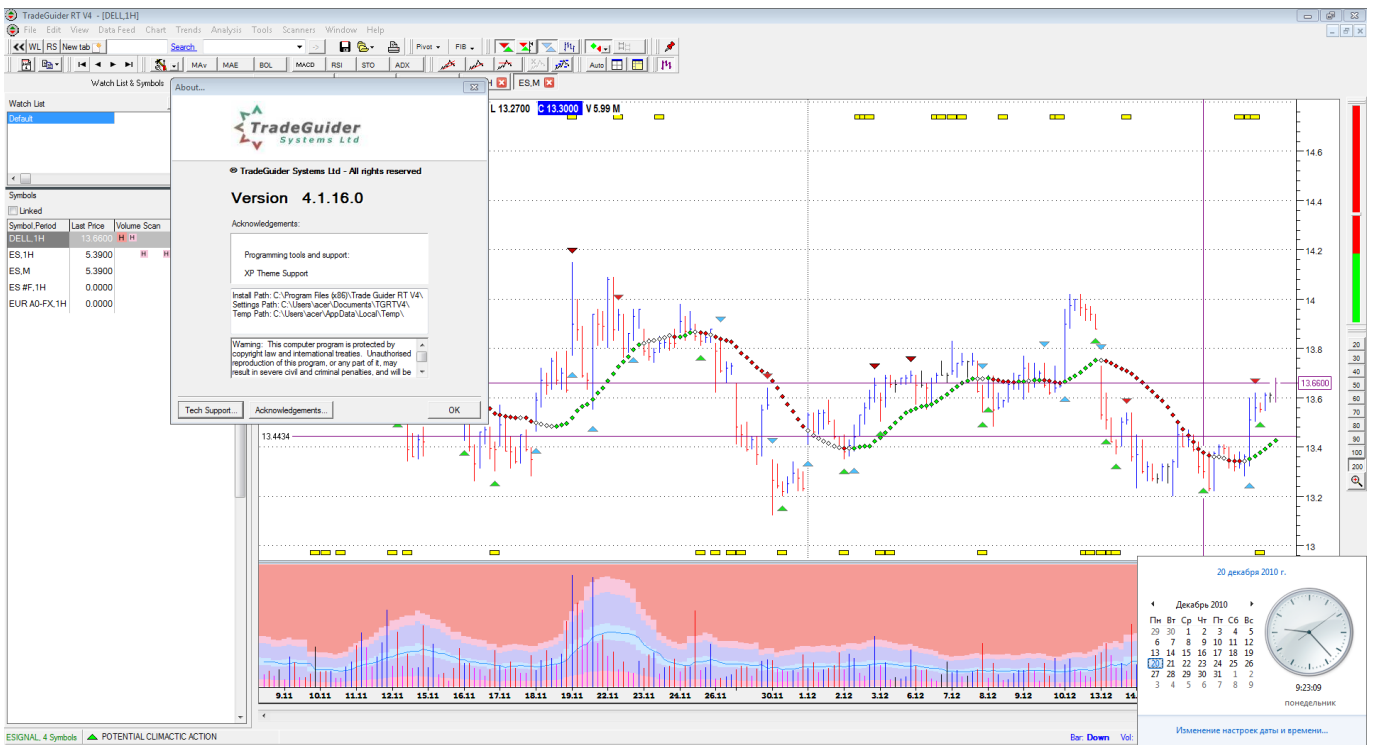 TradeGuider RT V4 - [DELL,1H]
File Edit View Data Feed Chart Trends Analysis Tools Scanners Window Help
WL RS New tab Search Pivot FIB
MAv MAE BOL MACD RSI STO ADX Auto
Watch List & Symbols
ES,M
Watch List
Default
Symbols
Linked
Symbol,Period Last Price Volume Scan
DELL,1H 13.6600 H H
ES,1H 5.3900 H H
ES,M 5.3900
ES #F,1H 0.0000
EUR A0-FX,1H 0.0000
About...
TradeGuider
Systems Ltd
® TradeGuider Systems Ltd - All rights reserved
Version 4.1.16.0
Acknowledgements:
Programming tools and support:
XP Theme Support
Install Path: C:\Program Files (x86)\Trade Guider RT V4\
Settings Path: C:\Users\acer\Documents\TGRTV4\
Temp Path: C:\Users\acer\AppData\Local\Temp\
Warning: This computer program is protected by
copyright law and international treaties. Unauthorised
reproduction of this program, or any part of it, may
result in severe civil and criminal penalties, and will be
Tech Support... Acknowledgements... OK
L 13.2700 C 13.3000 V 5.99 M
14.6
14.4
14.2
14
13.8
13.6600
13.6
13.4434
13.4
13.2
13
20
30
40
50
60
70
80
90
100
200
9.11 10.11 11.11 12.11 15.11 16.11 17.11 18.11 19.11 22.11 23.11 24.11 26.11 30.11 1.12 2.12 3.12 6.12 7.12 8.12 9.12 10.12 13.12 14.
20 декабря 2010 г.
Декабрь 2010
Пн Вт Ср Чт Пт Сб Вс
29 30 1 2 3 4 5
6 7 8 9 10 11 12
13 14 15 16 17 18 19
20 21 22 23 24 25 26
27 28 29 30 31 1 2
3 4 5 6 7 8 9
9:23:09
понедельник
Изменение настроек даты и времени...
ESIGNAL, 4 Symbols POTENTIAL CLIMACTIC ACTION Bar: Down Vol: